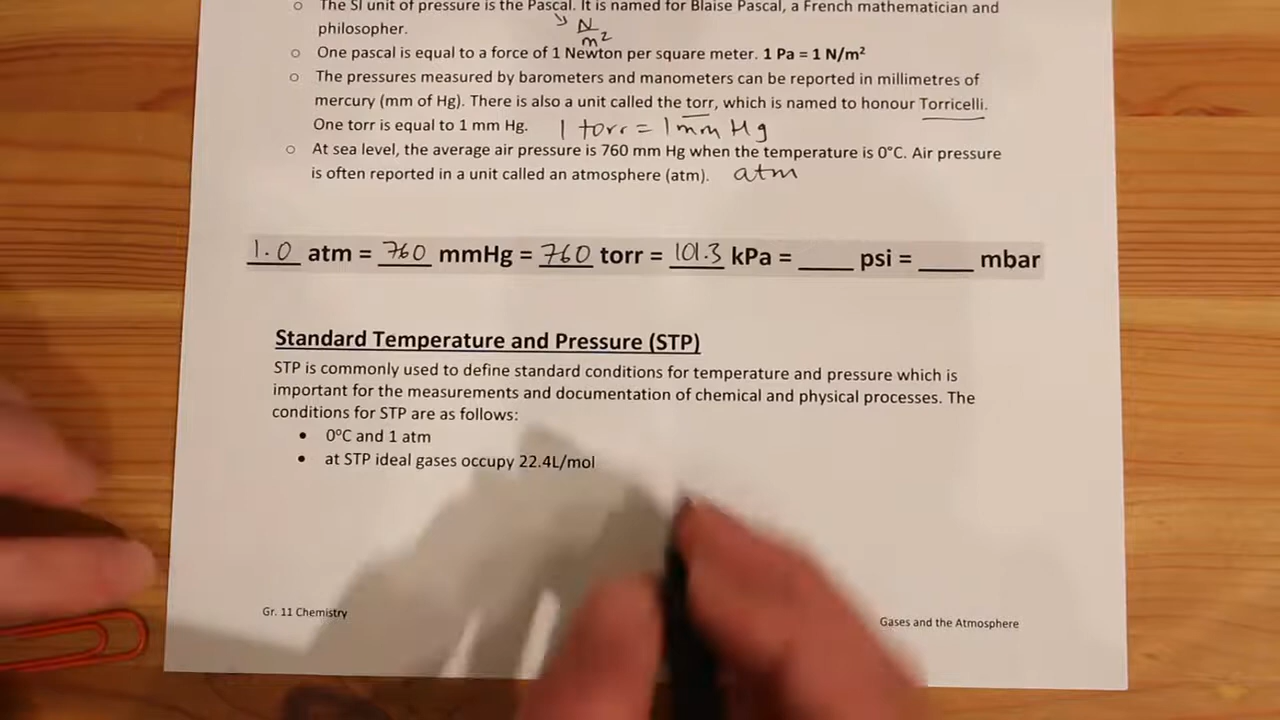 ○ The SI unit of pressure is the Pascal. It is named for Blaise Pascal, a French mathematician and
philosopher. N/m²
○ One pascal is equal to a force of 1 Newton per square meter. 1 Pa = 1 N/m²
○ The pressures measured by barometers and manometers can be reported in millimetres of
mercury (mm of Hg). There is also a unit called the torr, which is named to honour Torricelli.
One torr is equal to 1 mm Hg. 1 torr = 1 mm Hg
○ At sea level, the average air pressure is 760 mm Hg when the temperature is 0°C. Air pressure
is often reported in a unit called an atmosphere (atm). atm
1.0 atm = 760 mmHg = 760 torr = 101.3 kPa = ____ psi = ____ mbar
Standard Temperature and Pressure (STP)
STP is commonly used to define standard conditions for temperature and pressure which is
important for the measurements and documentation of chemical and physical processes. The
conditions for STP are as follows:
• 0°C and 1 atm
• at STP ideal gases occupy 22.4L/mol
Gr. 11 Chemistry
Gases and the Atmosphere